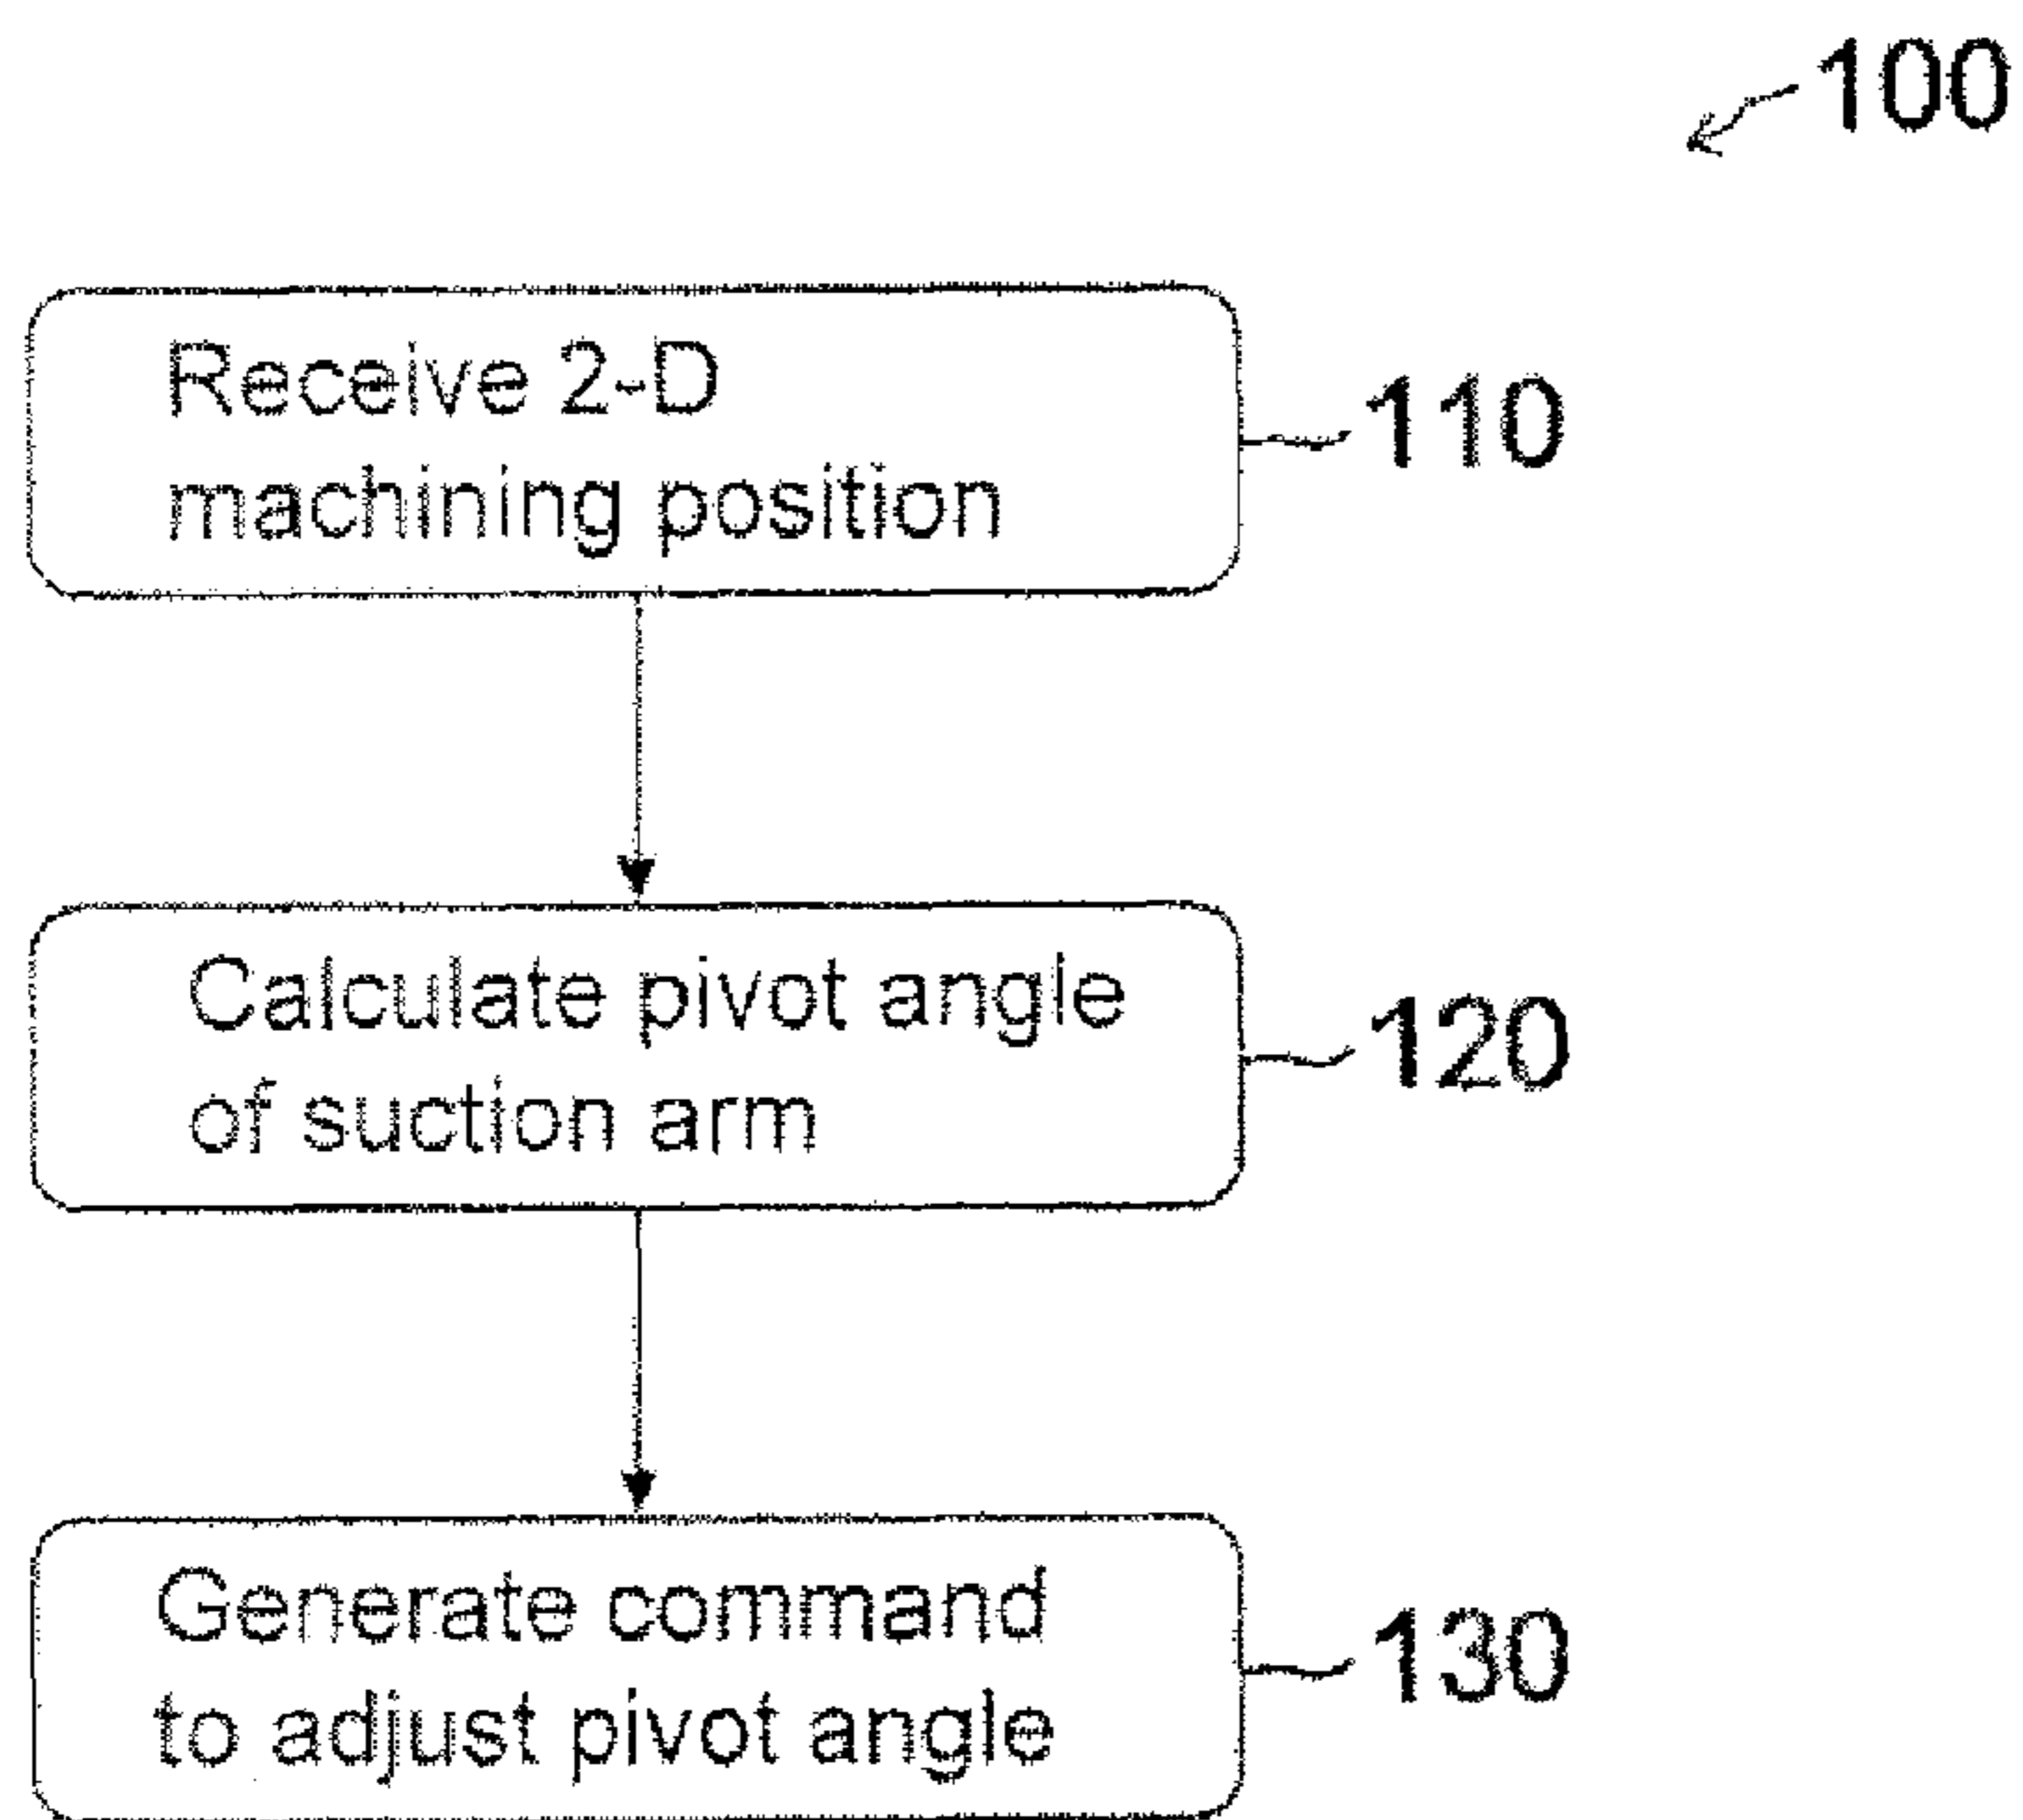 100
Receive 2-D
machining position
110
Calculate pivot angle
of suction arm
120
Generate command
to adjust pivot angle
130